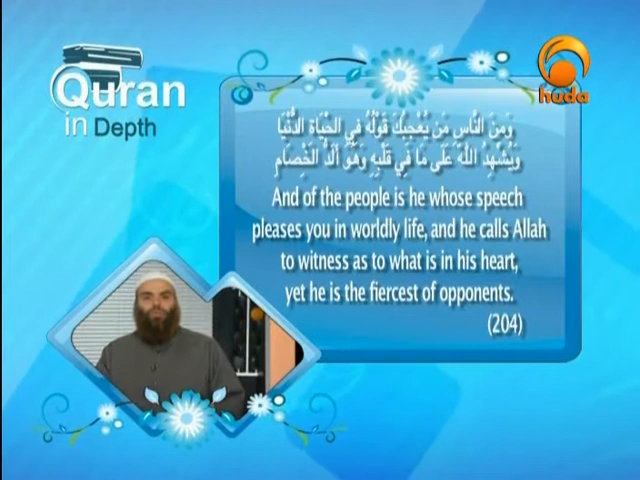 Quran
in Depth
huda
وَمِنَ النَّاسِ مَن يُعْجِبُكَ قَوْلُهُ فِي الْحَيَاةِ الدُّنْيَا
وَيُشْهِدُ اللَّهَ عَلَى مَا فِي قَلْبِهِ وَهُوَ أَلَدُّ الْخِصَامِ
And of the people is he whose speech
pleases you in worldly life, and he calls Allah
to witness as to what is in his heart,
yet he is the fiercest of opponents.
(204)